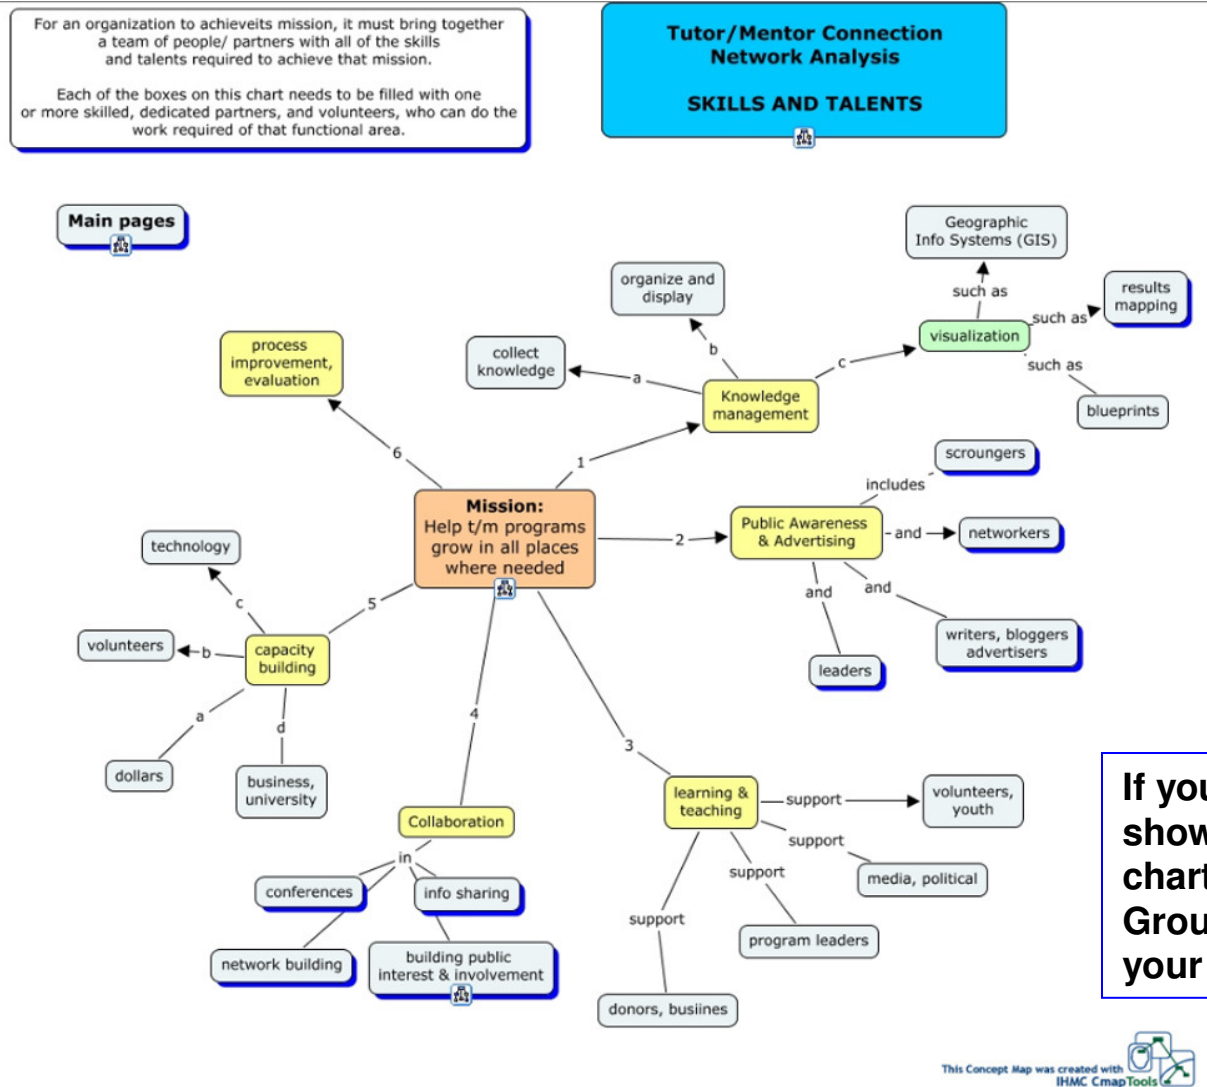 For an organization to achieveits mission, it must bring together
a team of people/ partners with all of the skills
and talents required to achieve that mission.
Each of the boxes on this chart needs to be filled with one
or more skilled, dedicated partners, and volunteers, who can do the
work required of that functional area.
Tutor/Mentor Connection
Network Analysis
SKILLS AND TALENTS
Main pages
Geographic
Info Systems (GIS)
such as
results
mapping
such as
visualization
such as
blueprints
organize and
display
b
collect
knowledge
a
c
Knowledge
management
1
process
improvement,
evaluation
6
Mission:
Help t/m programs
grow in all places
where needed
2
Public Awareness
& Advertising
includes
scroungers
and
networkers
and
writers, bloggers
advertisers
and
leaders
technology
c
volunteers
b
5
capacity
building
a
dollars
d
business,
university
4
Collaboration
in
conferences
info sharing
network building
building public
interest & involvement
3
learning &
teaching
support
volunteers,
youth
support
media, political
support
program leaders
support
donors, busiines
If you
show
chart
Grou
your
This Concept Map was created with
IHMC CmapTools